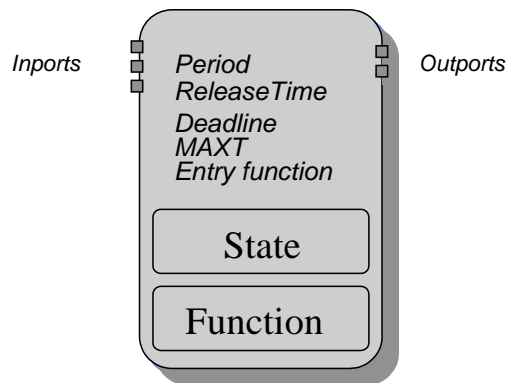 Inports
Period
ReleaseTime
Deadline
MAXT
Entry function
Outports
State
Function